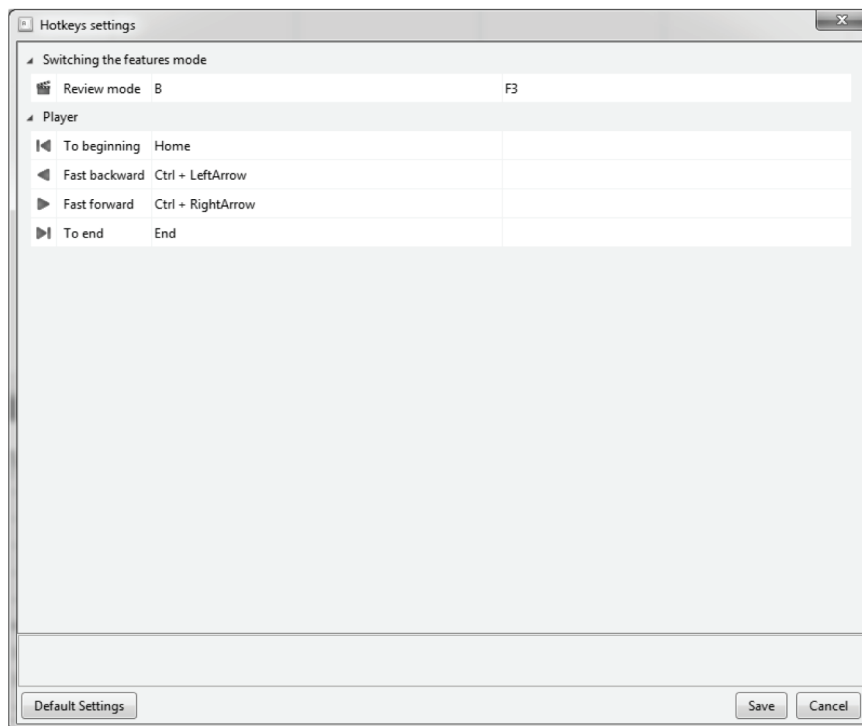 Hotkeys settings
Switching the features mode
Review mode B F3
Player
To beginning Home
Fast backward Ctrl + LeftArrow
Fast forward Ctrl + RightArrow
To end End
Default Settings Save Cancel